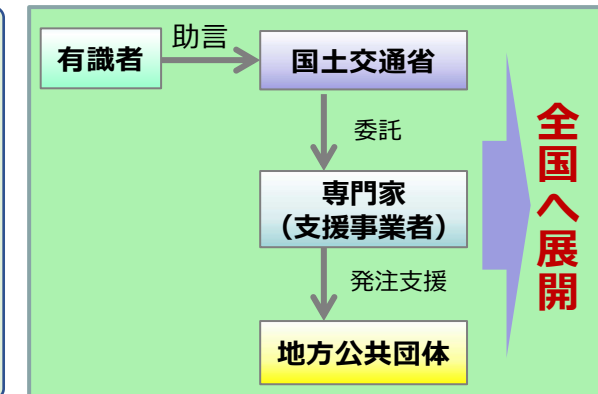 有識者
助言
国土交通省
委託
専門家
（支援事業者）
発注支援
地方公共団体
全国へ展開